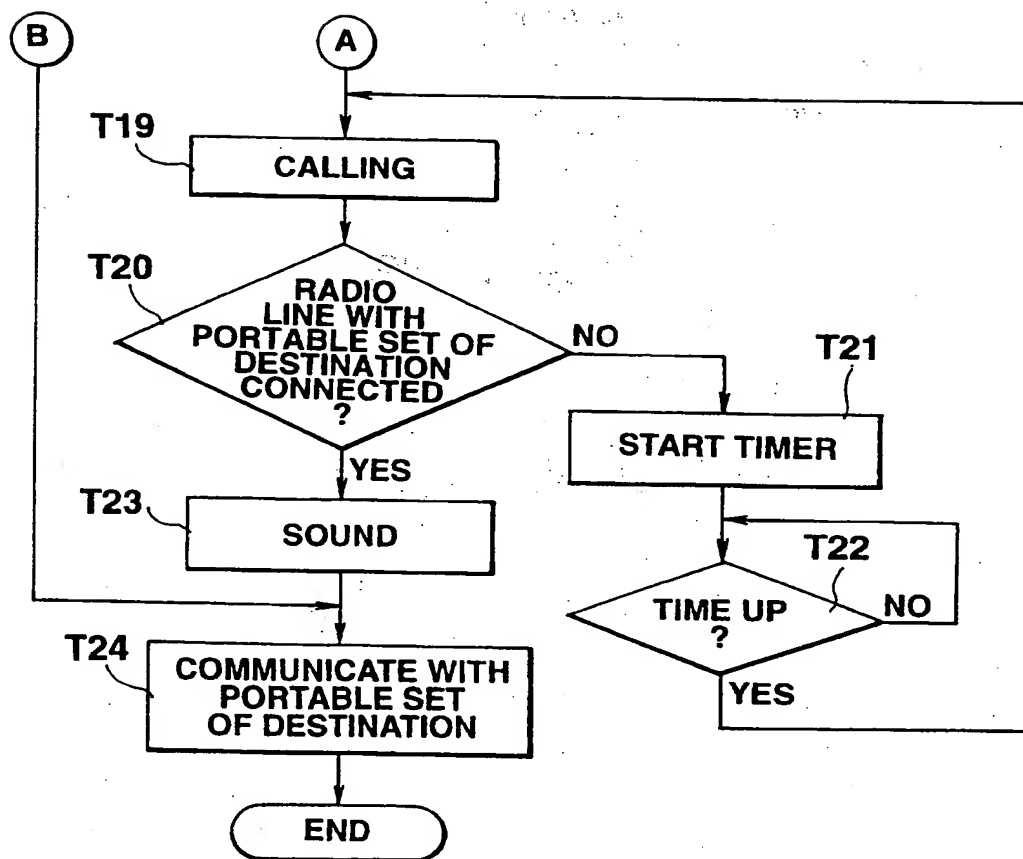 B
A
T19
CALLING
T20
RADIO
LINE WITH
PORTABLE SET OF
DESTINATION
CONNECTED
?
NO
YES
T21
START TIMER
T23
SOUND
T22
TIME UP
?
NO
YES
T24
COMMUNICATE WITH
PORTABLE SET
OF DESTINATION
END